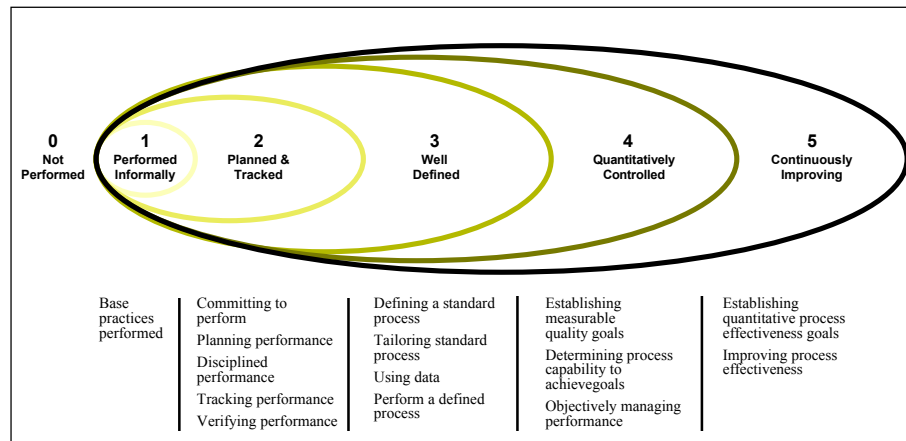 0
Not
Performed
1
Performed
Informally
2
Planned &
Tracked
3
Well
Defined
4
Quantitatively
Controlled
5
Continuously
Improving
Base
practices
performed
Committing to
perform
Planning performance
Disciplined
performance
Tracking performance
Verifying performance
Defining a standard
process
Tailoring standard
process
Using data
Perform a defined
process
Establishing
measurable
quality goals
Determining process
capability to
achievegoals
Objectively managing
performance
Establishing
quantitative process
effectiveness goals
Improving process
effectiveness